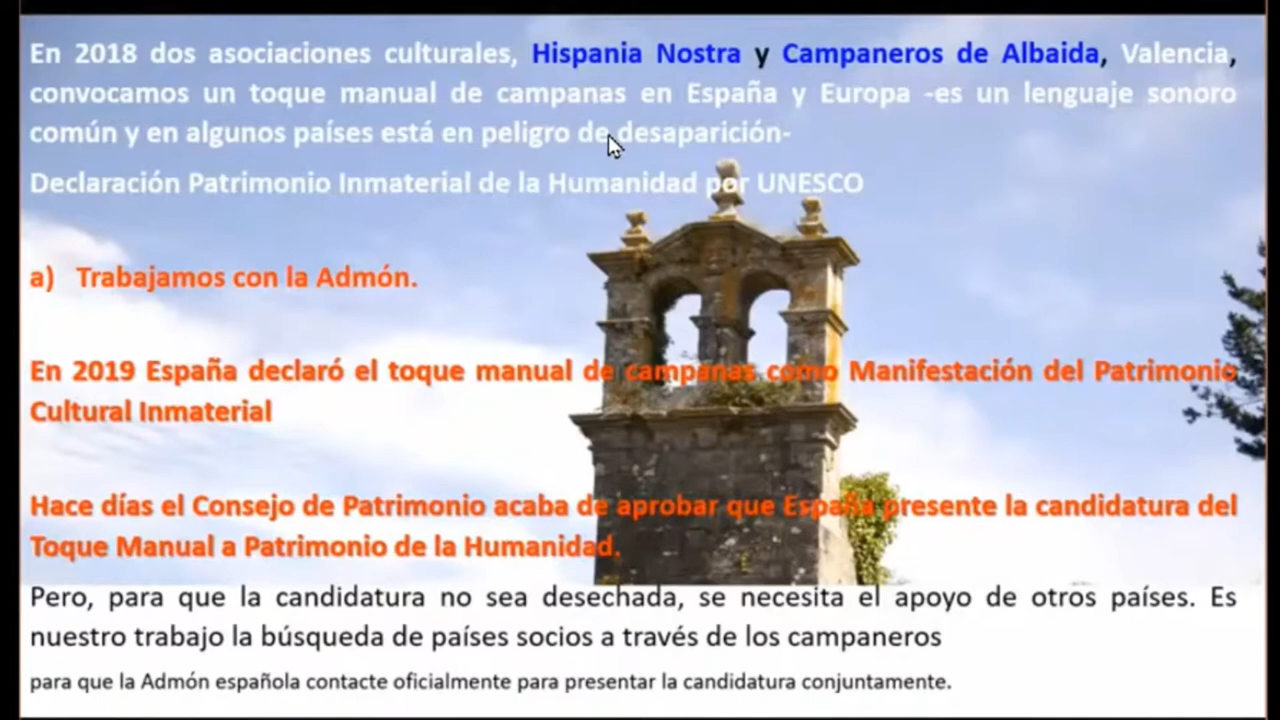 En 2018 dos asociaciones culturales, Hispania Nostra y Campaneros de Albaida, Valencia,
convocamos un toque manual de campanas en España y Europa -es un lenguaje sonoro
común y en algunos países está en peligro de desaparición-
Declaración Patrimonio Inmaterial de la Humanidad por UNESCO
a) Trabajamos con la Admón.
En 2019 España declaró el toque manual de campanas como Manifestación del Patrimonio
Cultural Inmaterial
Hace días el Consejo de Patrimonio acaba de aprobar que España presente la candidatura del
Toque Manual a Patrimonio de la Humanidad.
Pero, para que la candidatura no sea desechada, se necesita el apoyo de otros países. Es
nuestro trabajo la búsqueda de países socios a través de los campaneros
para que la Admón española contacte oficialmente para presentar la candidatura conjuntamente.